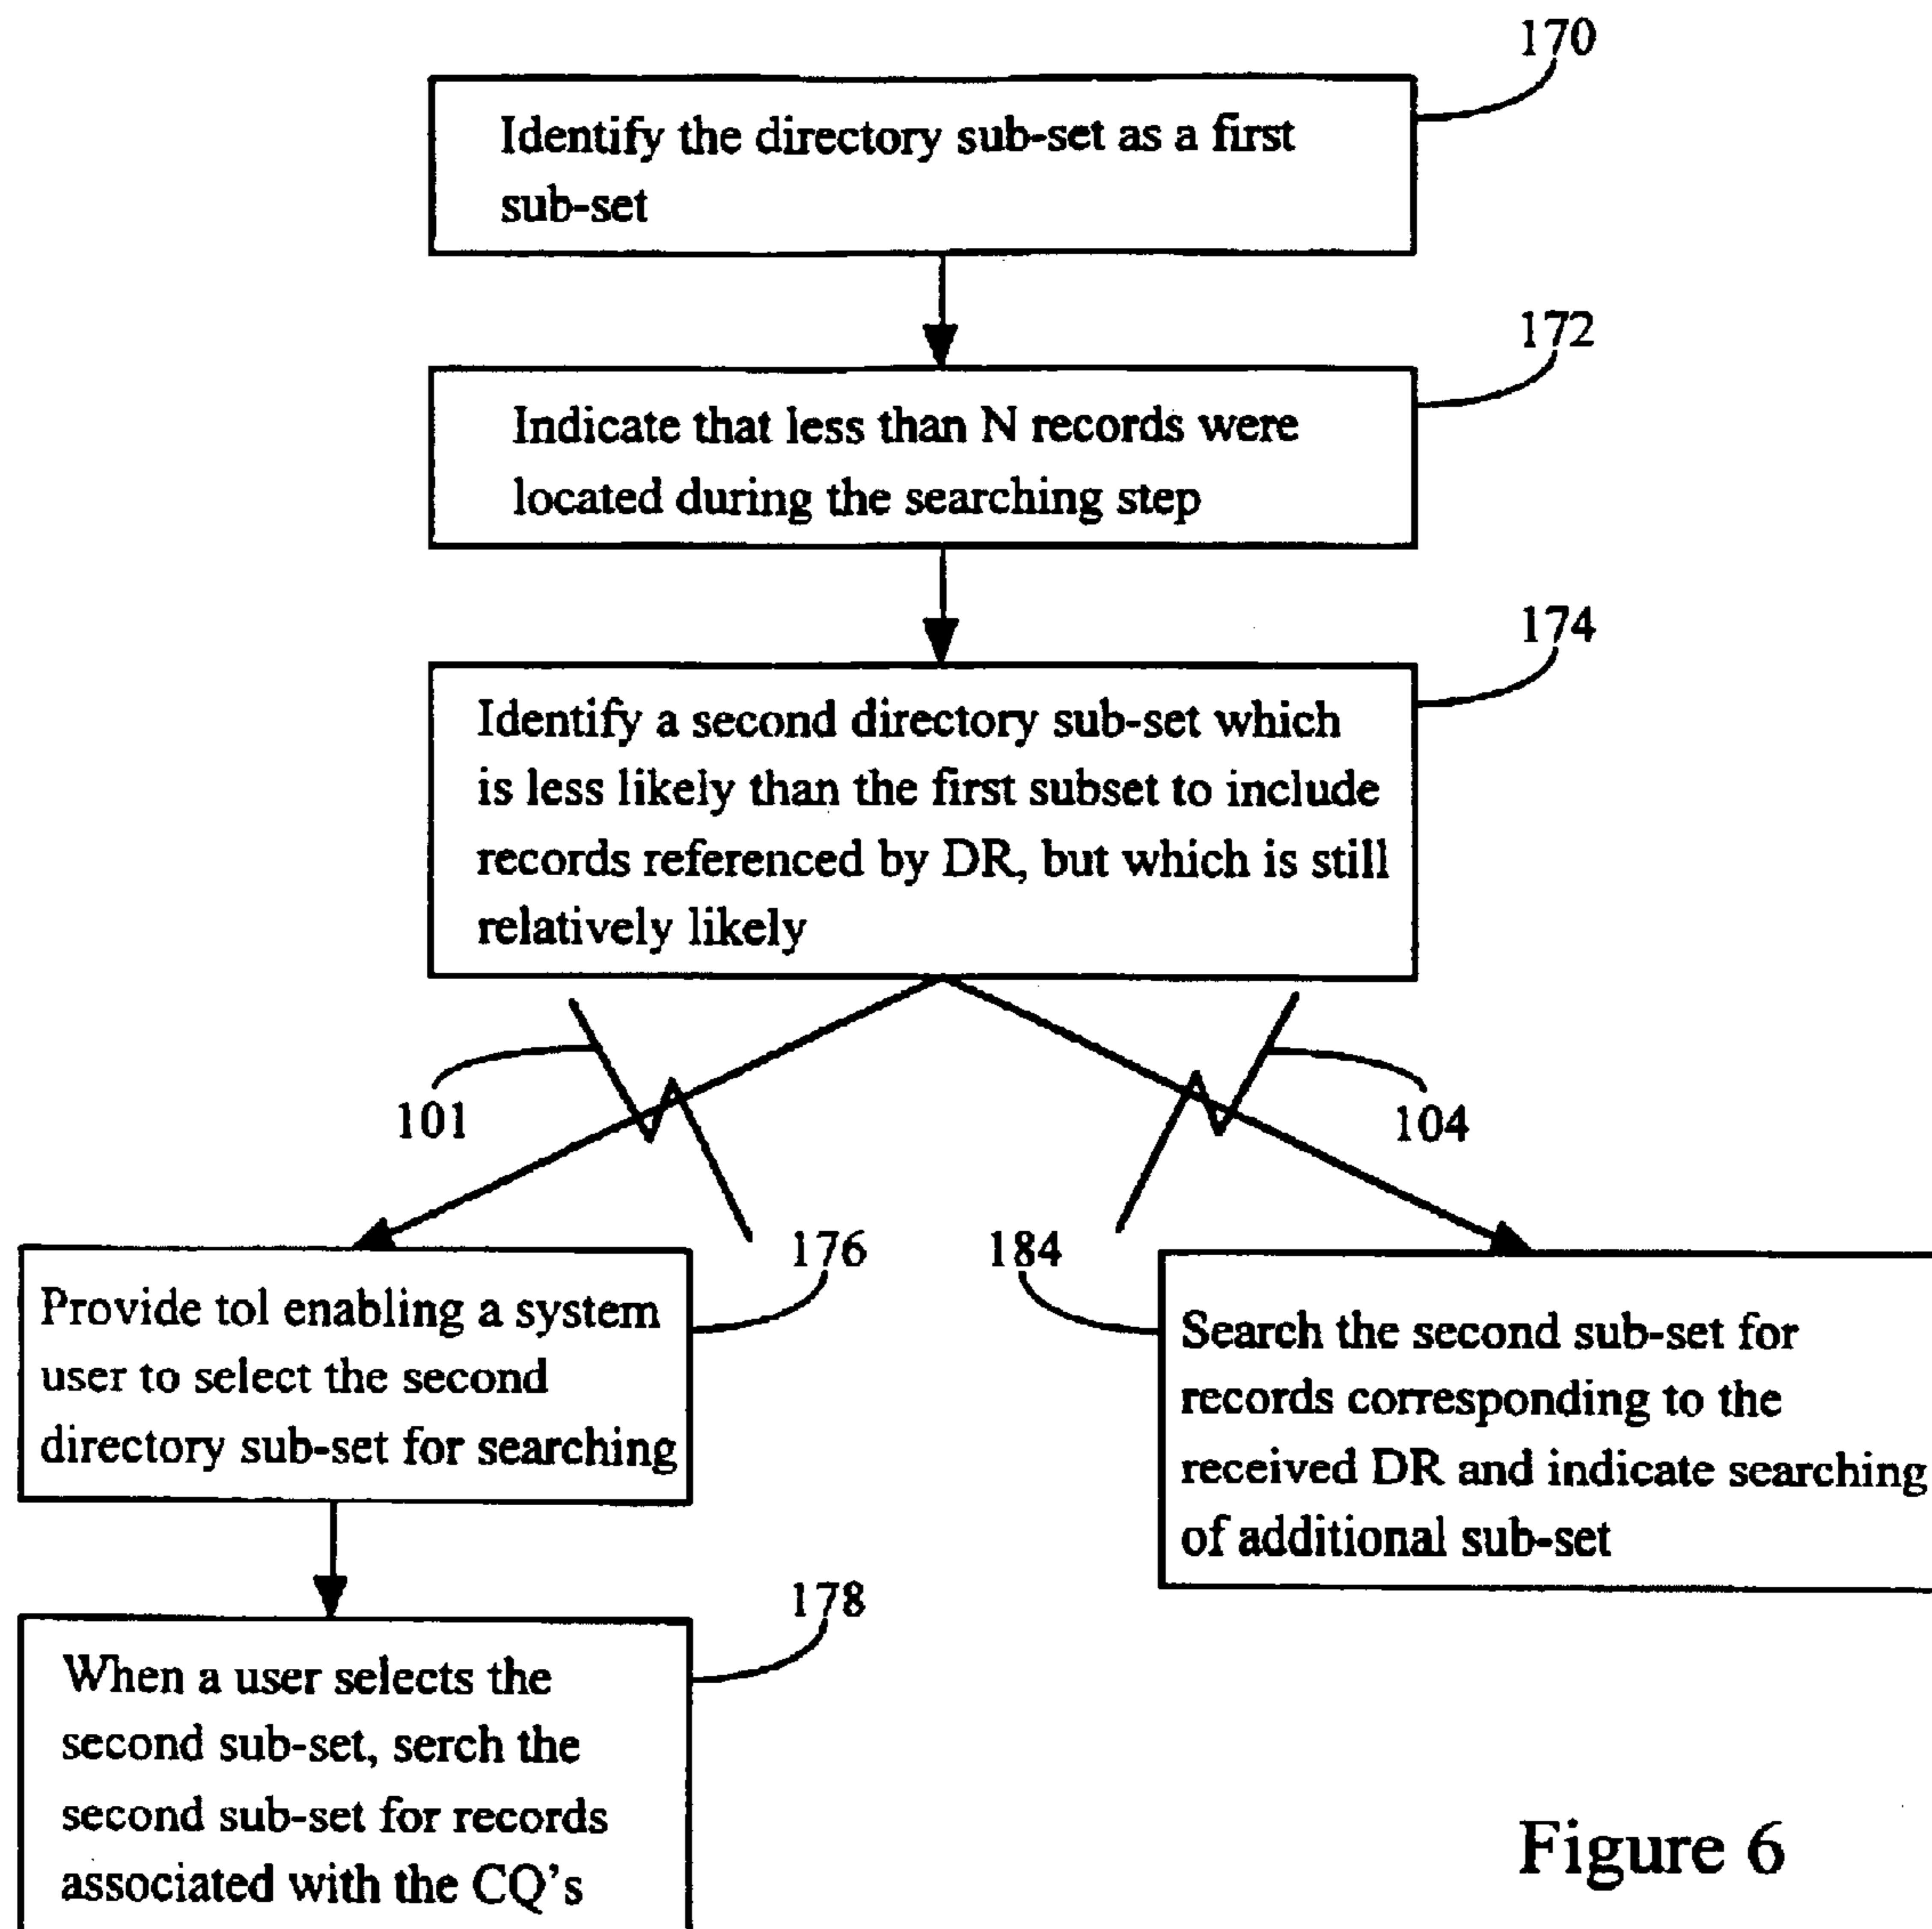 170
Identify the directory sub-set as a first
sub-set
172
Indicate that less than N records were
located during the searching step
174
Identify a second directory sub-set which
is less likely than the first subset to include
records referenced by DR, but which is still
relatively likely
101
104
176
Provide tol enabling a system
user to select the second
directory sub-set for searching
184
Search the second sub-set for
records corresponding to the
received DR and indicate searching
of additional sub-set
178
When a user selects the
second sub-set, serch the
second sub-set for records
associated with the CQ's
Figure 6